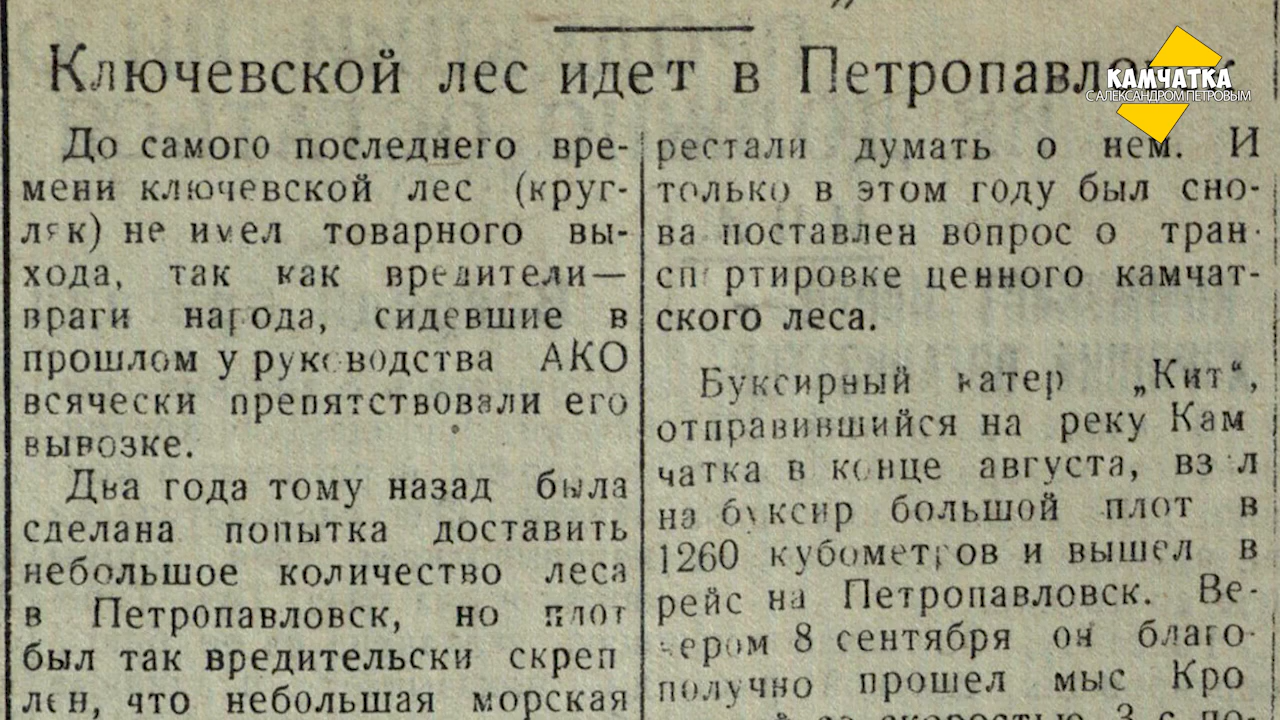 Ключевской лес идет в Петропавловск
КАМЧАТКА
С АЛЕКСАНДРОМ ПЕТРОВЫМ
До самого последнего вре-
мени ключевской лес (круг-
ляк) не имел товарного вы-
хода, так как вредители—
враги народа, сидевшие в
прошлом у руководства АКО
всячески препятствовали его
вывозке.
Два года тому назад была
сделана попытка доставить
небольшое количество леса
в Петропавловск, но плот
был так вредительски скреп
лен, что небольшая морская
рестали думать о нем. И
только в этом году был сно-
ва поставлен вопрос о тран-
спортировке ценного камчат-
ского леса.
Буксирный катер „Кит“,
отправившийся на реку Кам
чатка в конце августа, взял
на буксир большой плот в
1260 кубометров и вышел в
рейс на Петропавловск. Ве-
чером 8 сентября он благо-
получно прошел мыс Кро
со скоростью 3 с по-